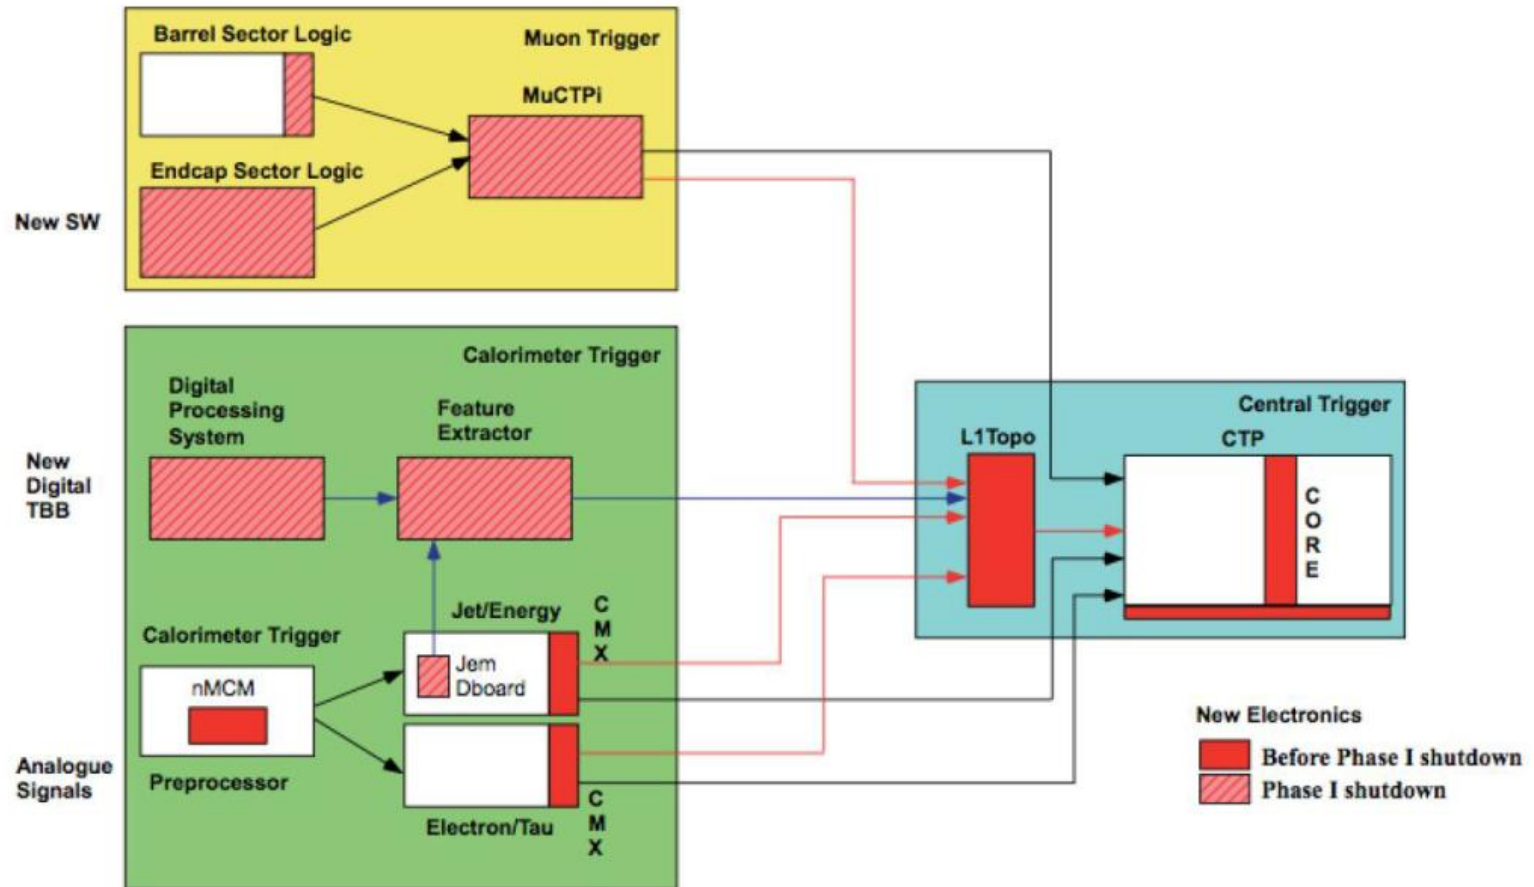 Barrel Sector Logic
Muon Trigger
MuCTPi
Endcap Sector Logic
New SW
Calorimeter Trigger
Digital
Processing
System
Feature
Extractor
New
Digital
TBB
Central Trigger
L1Topo
CTP
C
O
R
E
Jet/Energy
C
M
X
Calorimeter Trigger
Jem
Dboard
nMCM
Preprocessor
Analogue
Signals
Electron/Tau
C
M
X
New Electronics
Before Phase I shutdown
Phase I shutdown